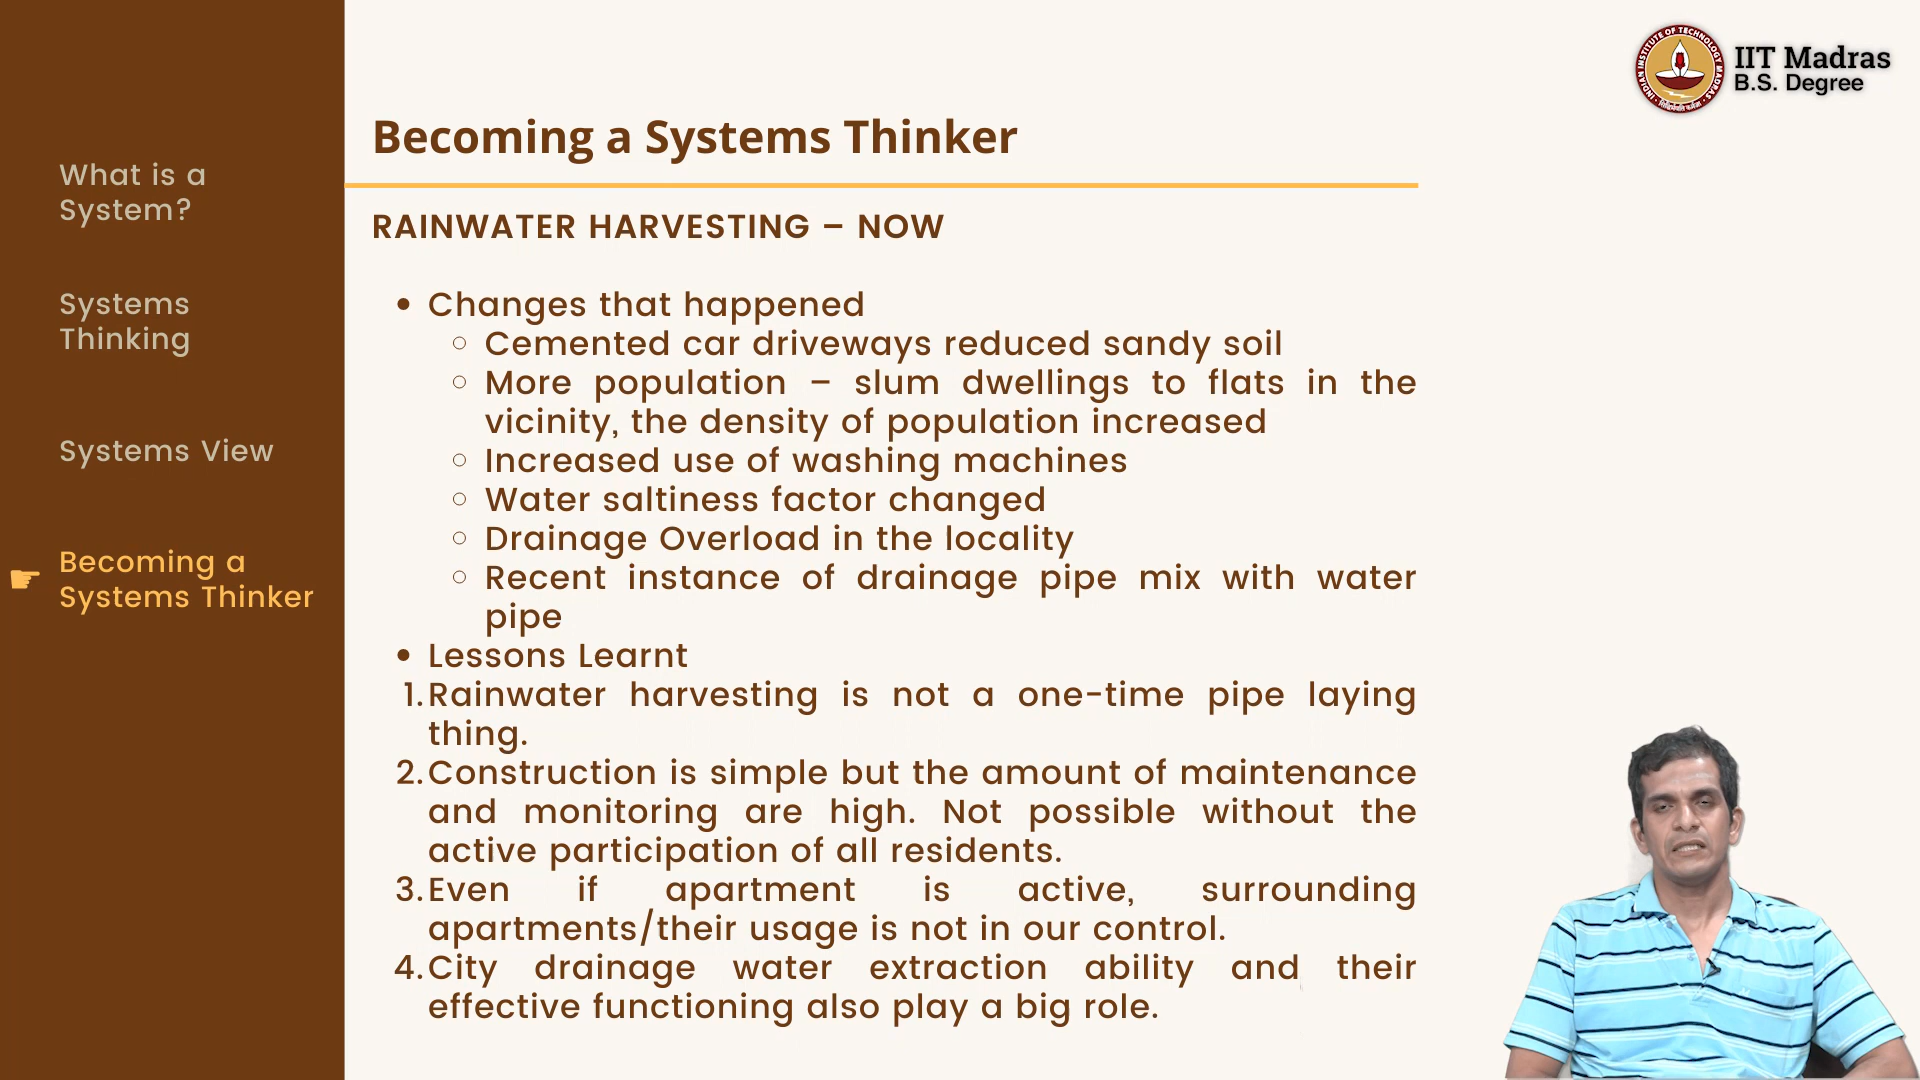 IIT Madras
B.S. Degree
What is a
System?
Systems
Thinking
Systems View
Becoming a
Systems Thinker
Becoming a Systems Thinker
RAINWATER HARVESTING – NOW
• Changes that happened
○ Cemented car driveways reduced sandy soil
○ More population – slum dwellings to flats in the
vicinity, the density of population increased
○ Increased use of washing machines
○ Water saltiness factor changed
○ Drainage Overload in the locality
○ Recent instance of drainage pipe mix with water
pipe
• Lessons Learnt
1. Rainwater harvesting is not a one-time pipe laying
thing.
2. Construction is simple but the amount of maintenance
and monitoring are high. Not possible without the
active participation of all residents.
3. Even if apartment is active, surrounding
apartments/their usage is not in our control.
4. City drainage water extraction ability and their
effective functioning also play a big role.
INDIAN INSTITUTE OF TECHNOLOGY MADRAS